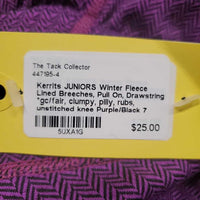 The Tack Collector
447195-4
Kerrits JUNIORS Winter Fleece
Lined Breeches, Pull On, Drawstring
*gc/fair, clumpy, pilly, rubs,
unstitched knee Purple/Black 7
$25.00
5UXA1G